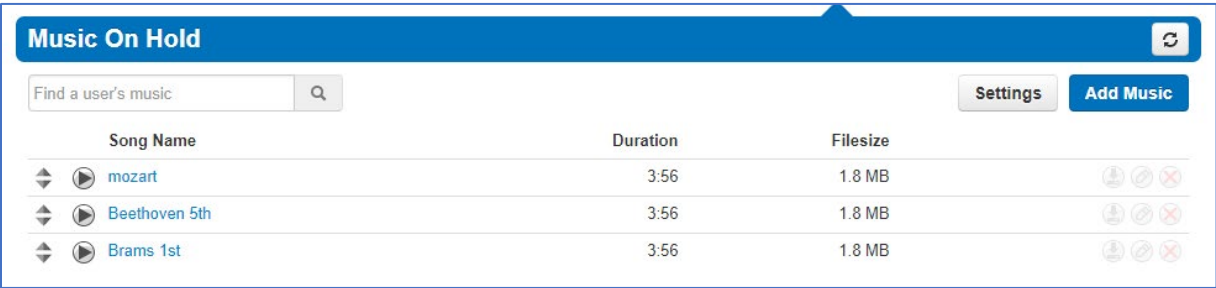 Music On Hold
Find a user's music
Settings
Add Music
Song Name Duration Filesize
mozart 3:56 1.8 MB
Beethoven 5th 3:56 1.8 MB
Brams 1st 3:56 1.8 MB